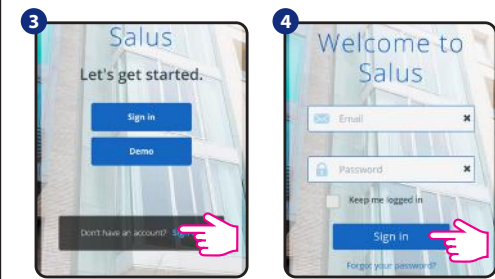 3
Salus
Let's get started.
Sign in
Demo
Don't have an account?
4
Welcome to
Salus
Email
Password
Keep me logged in
Sign in
Forgot your password?